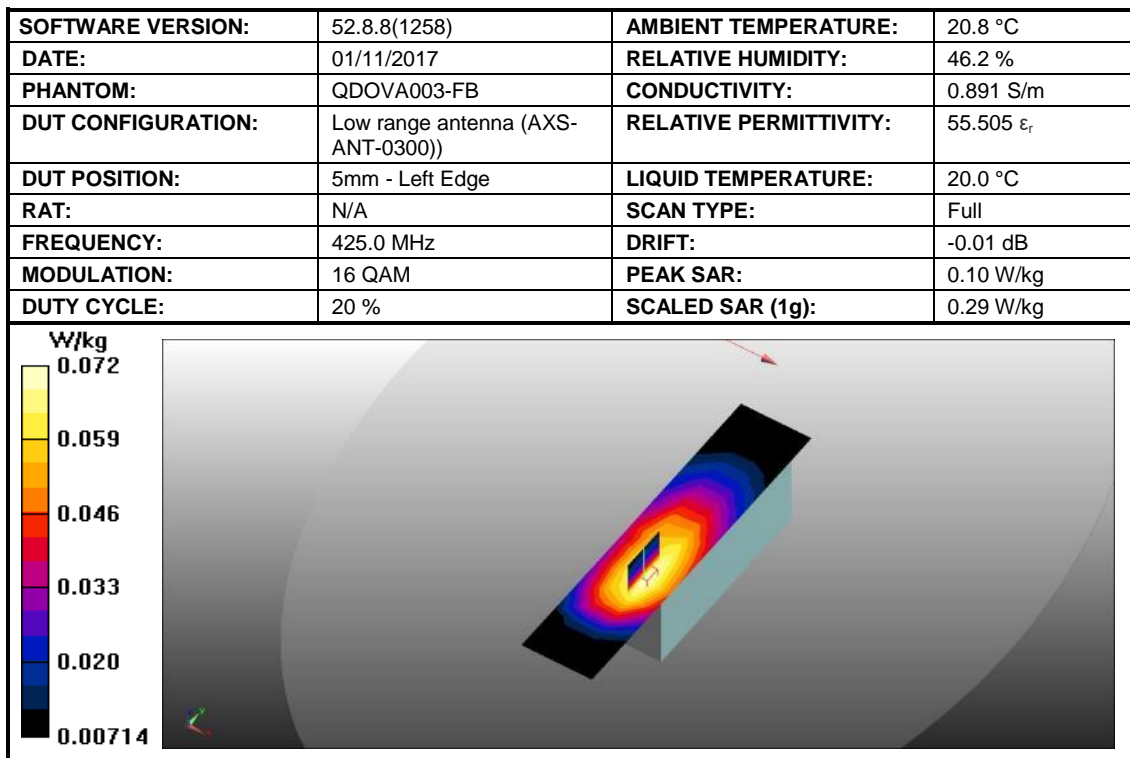 SOFTWARE VERSION: 52.8.8(1258) AMBIENT TEMPERATURE: 20.8 °C
DATE: 01/11/2017 RELATIVE HUMIDITY: 46.2 %
PHANTOM: QDOVA003-FB CONDUCTIVITY: 0.891 S/m
DUT CONFIGURATION: Low range antenna (AXS- RELATIVE PERMITTIVITY: 55.505 εr
ANT-0300))
DUT POSITION: 5mm - Left Edge LIQUID TEMPERATURE: 20.0 °C
RAT: N/A SCAN TYPE: Full
FREQUENCY: 425.0 MHz DRIFT: -0.01 dB
MODULATION: 16 QAM PEAK SAR: 0.10 W/kg
DUTY CYCLE: 20 % SCALED SAR (1g): 0.29 W/kg
W/kg
0.072
0.059
0.046
0.033
0.020
0.00714